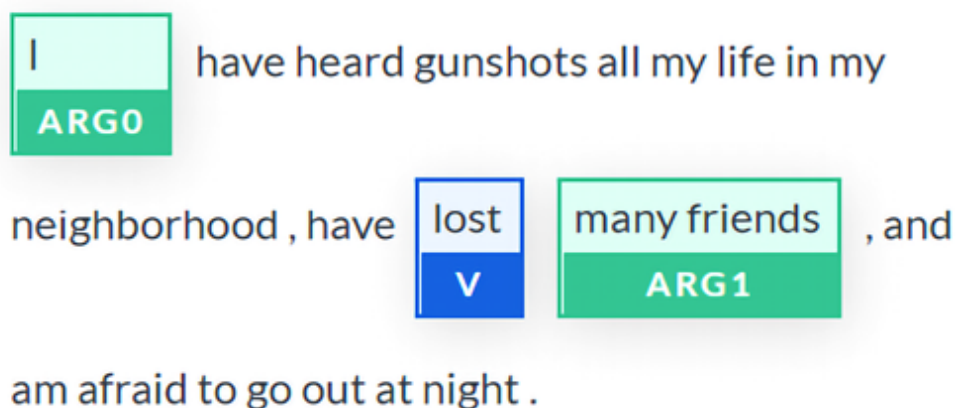 I have heard gunshots all my life in my
ARG0
neighborhood , have lost many friends , and
V ARG1
am afraid to go out at night .